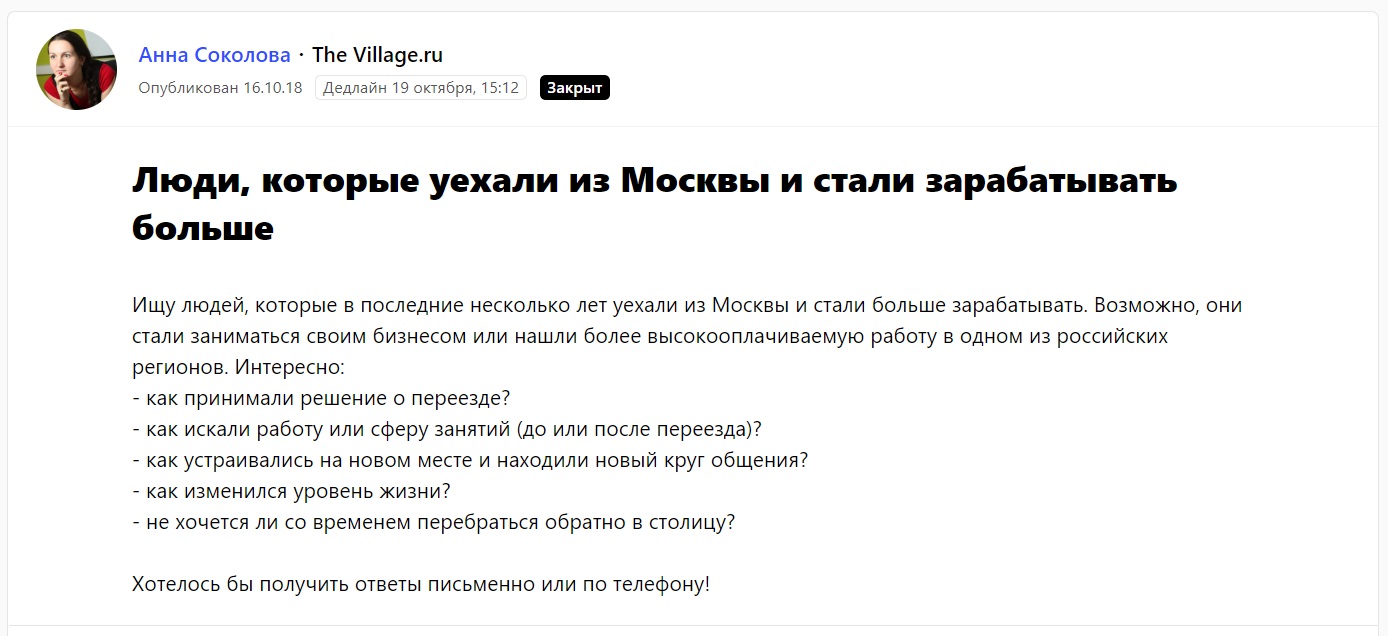 Анна Соколова · The Village.ru
Опубликован 16.10.18 Дедлайн 19 октября, 15:12 Закрыт
Люди, которые уехали из Москвы и стали зарабатывать
больше
Ищу людей, которые в последние несколько лет уехали из Москвы и стали больше зарабатывать. Возможно, они
стали заниматься своим бизнесом или нашли более высокооплачиваемую работу в одном из российских
регионов. Интересно:
- как принимали решение о переезде?
- как искали работу или сферу занятий (до или после переезда)?
- как устраивались на новом месте и находили новый круг общения?
- как изменился уровень жизни?
- не хочется ли со временем перебраться обратно в столицу?
Хотелось бы получить ответы письменно или по телефону!